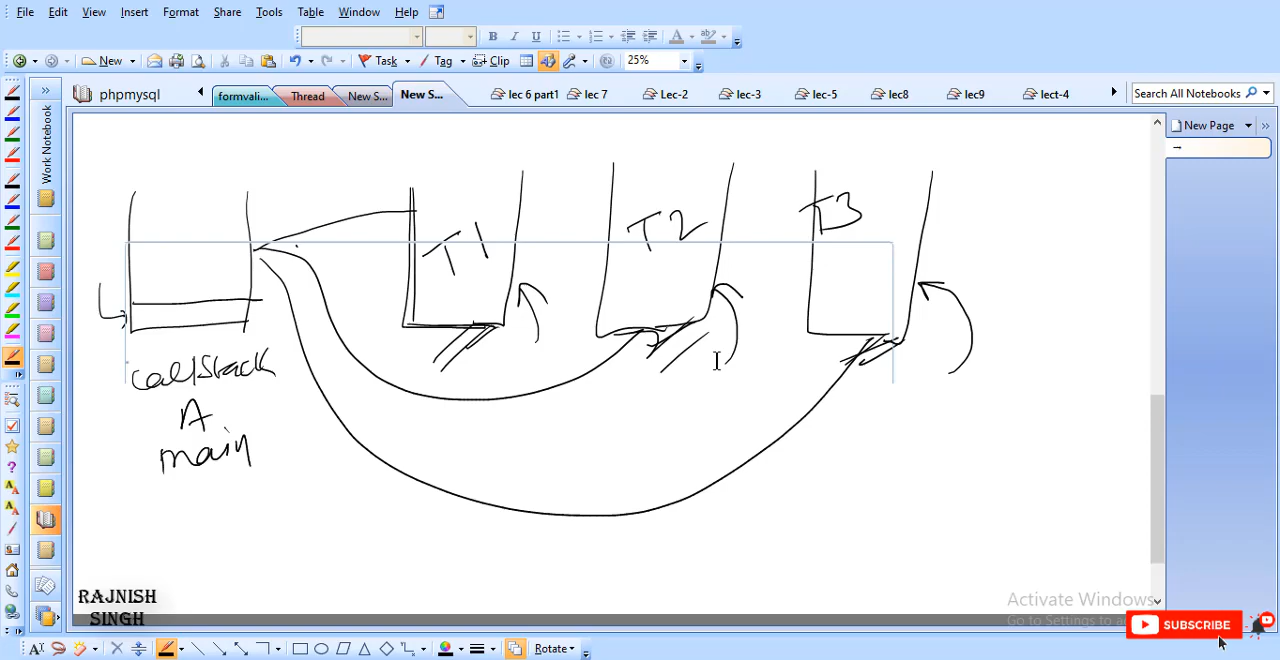 File Edit View Insert Format Share Tools Table Window Help
B I U
New Task Tag Clip 25%
phpmysql formvali... Thread New S... New S... lec 6 part1 lec 7 Lec-2 lec-3 lec-5 lec8 lec9 lect-4 Search All Notebooks
Work Notebook
New Page
T1 T2 T3
callstack
A
main
RAJNISH
SINGH
Activate Windows
Go to Settings to
SUBSCRIBE
Rotate